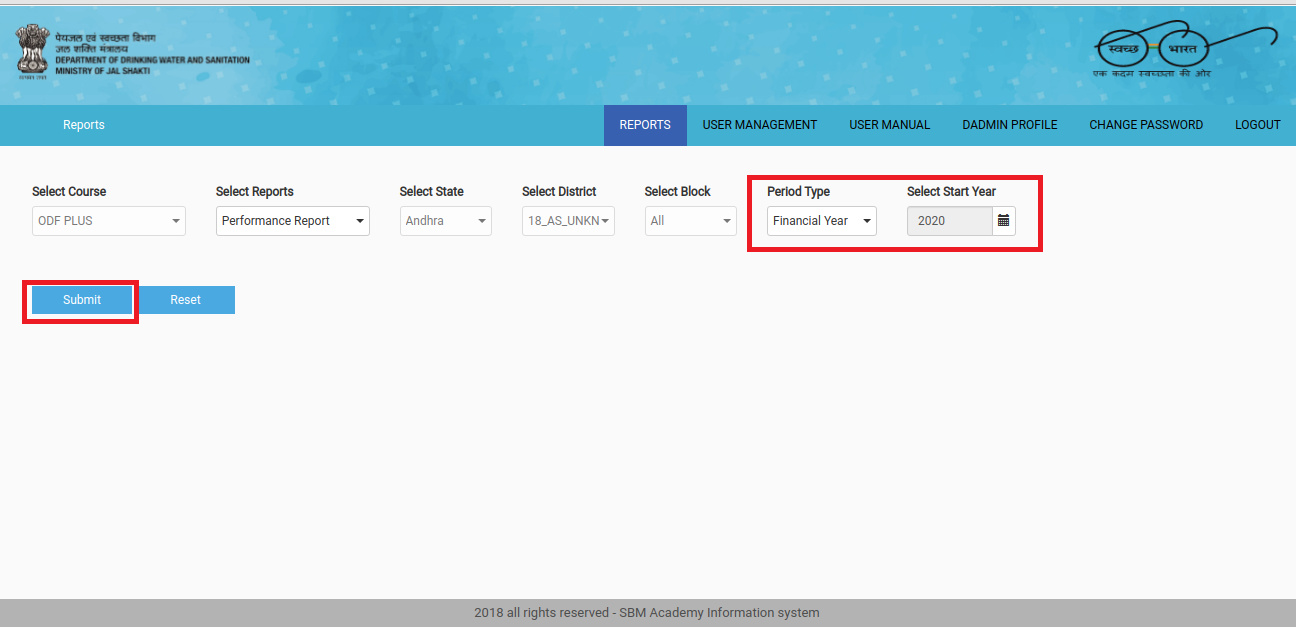 पेयजल एवं स्वच्छता विभाग
जल शक्ति मंत्रालय
DEPARTMENT OF DRINKING WATER AND SANITATION
MINISTRY OF JAL SHAKTI
स्वच्छ भारत
एक कदम स्वच्छता की ओर
Reports REPORTS USER MANAGEMENT USER MANUAL DADMIN PROFILE CHANGE PASSWORD LOGOUT
Select Course Select Reports Select State Select District Select Block Period Type Select Start Year
ODF PLUS Performance Report Andhra 18_AS_UNKN All Financial Year 2020
Submit Reset
2018 all rights reserved - SBM Academy Information system